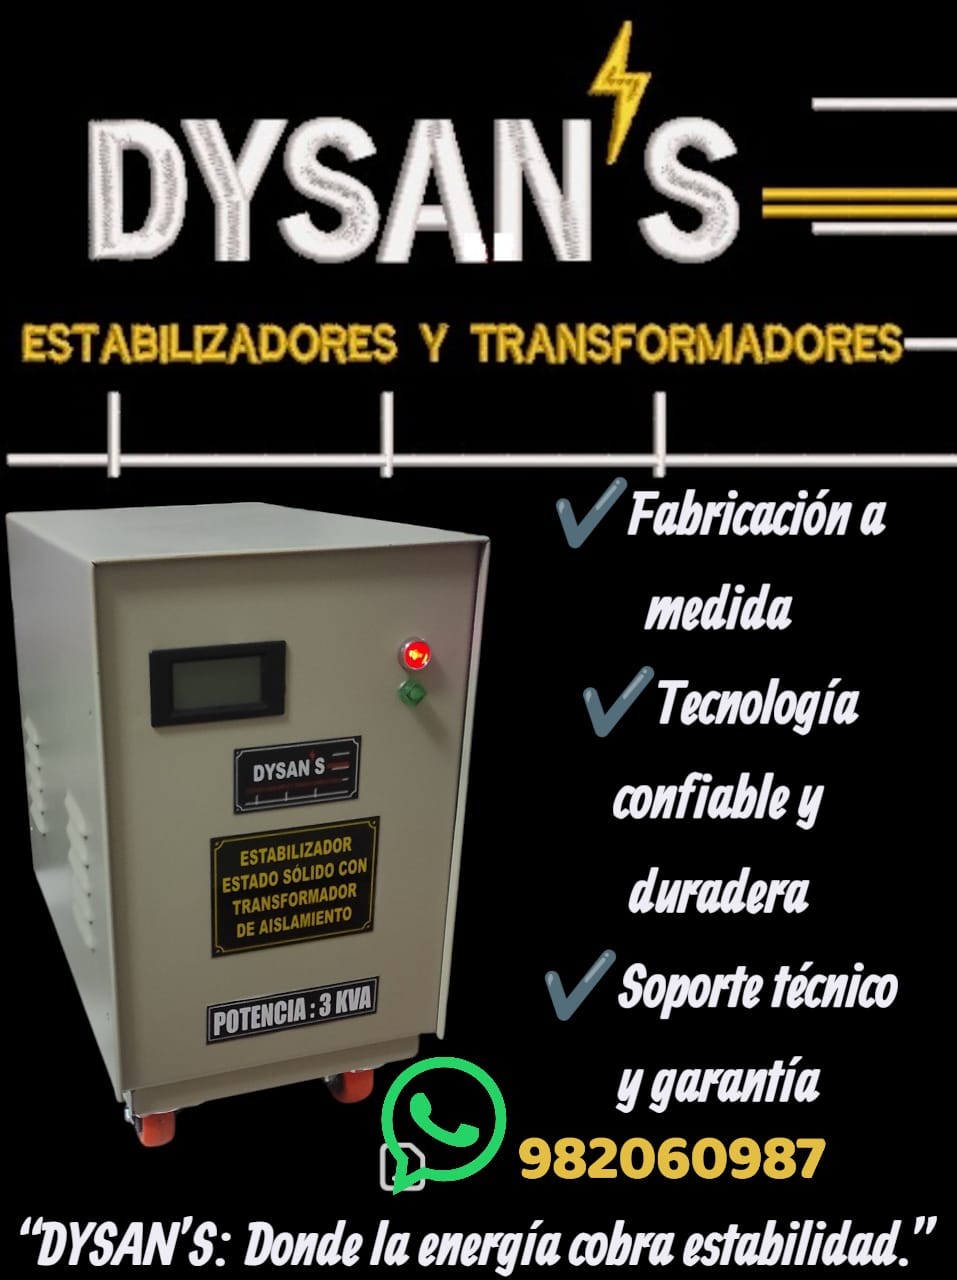 DYSAN'S
ESTABILIZADORES Y TRANSFORMADORES
✔Fabricación a
medida
✔Tecnología
confiable y
duradera
✔Soporte técnico
y garantía
DYSAN'S
ESTABILIZADOR
ESTADO SÓLIDO CON
TRANSFORMADOR
DE AISLAMIENTO
POTENCIA : 3 KVA
982060987
“DYSAN'S: Donde la energía cobra estabilidad.”